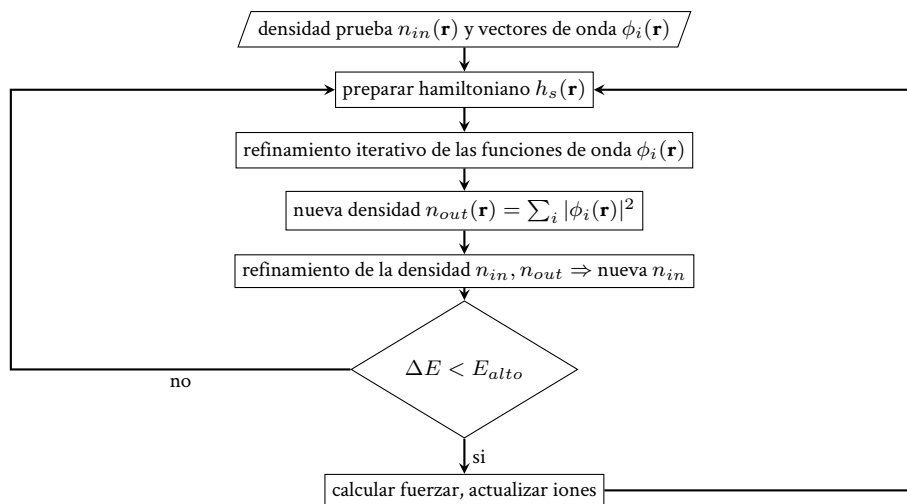 densidad prueba n_{in}(𝐫) y vectores de onda ϕ_i(𝐫)
preparar hamiltoniano h_s(𝐫)
refinamiento iterativo de las funciones de onda ϕ_i(𝐫)
nueva densidad n_{out}(𝐫) = ∑_i |ϕ_i(𝐫)|^2
refinamiento de la densidad n_{in}, n_{out} ⇒ nueva n_{in}
ΔE < E_{alto}
no
si
calcular fuerzar, actualizar iones